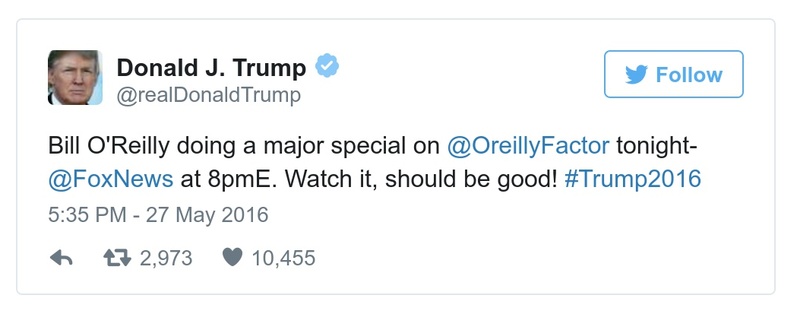 Donald J. Trump
@realDonaldTrump
Follow
Bill O'Reilly doing a major special on @OreillyFactor tonight-
@FoxNews at 8pmE. Watch it, should be good! #Trump2016
5:35 PM - 27 May 2016
2,973 10,455